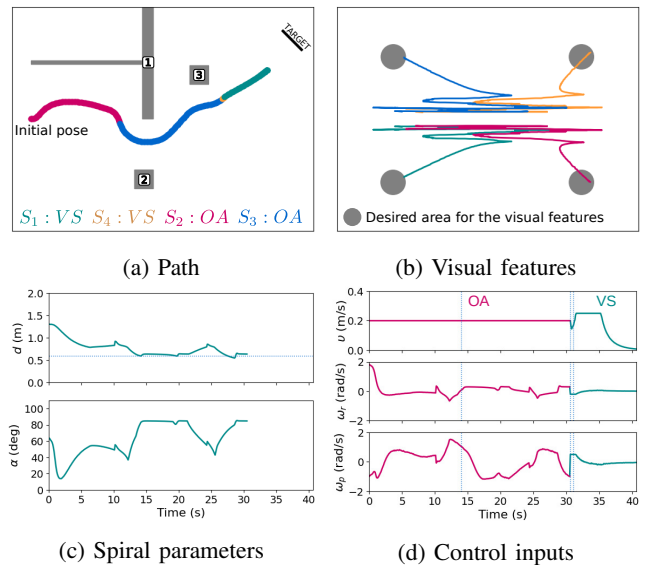 TARGET
1
3
Initial pose
2
S₁ : VS S₄ : VS S₂ : OA S₃ : OA
Desired area for the visual features
(a) Path
(b) Visual features
2.0
1.5
1.0
0.5
0.0
d (m)
100
80
60
40
20
0
α (deg)
0 5 10 15 20 25 30 35 40
Time (s)
(c) Spiral parameters
0.4
0.2
0.0
υ (m/s)
OA
VS
2
0
−2
ωr (rad/s)
2
0
−2
ωp (rad/s)
0 5 10 15 20 25 30 35 40
Time (s)
(d) Control inputs